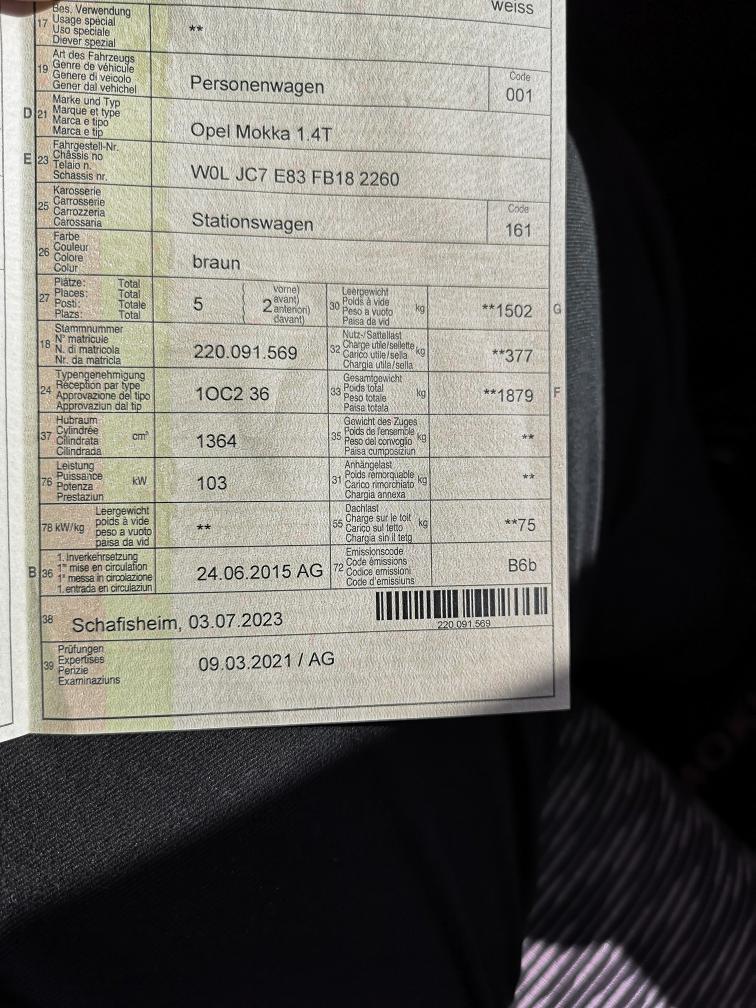 weiss
17
Bes. Verwendung
Usage spécial
Uso speciale
Diever spezial
**
19
Art des Fahrzeugs
Genre de véhicule
Genere di veicolo
Gener dal vehichel
Personenwagen
Code
001
D 21
Marke und Typ
Marque et type
Marca e tipo
Marca e tip
Opel Mokka 1.4T
E 23
Fahrgestell-Nr.
Châssis no
Telaio n.
Schassis nr.
W0L JC7 E83 FB18 2260
25
Karosserie
Carrosserie
Carrozzeria
Carossaria
Stationswagen
Code
161
26
Farbe
Couleur
Colore
Colur
braun
27
Plätze: Total
Places: Total
Posti: Totale
Plazs: Total
5
2
vorne)
avant)
anteriori)
davant)
30
Leergewicht
Poids à vide
Peso a vuoto
Paisa da vid
kg
**1502
G
18
Stammnummer
N° matricule
N. di matricola
Nr. da matricla
220.091.569
32
Nutz-/Sattellast
Charge utile/sellette
Carico utile/sella
Chargia utila/sella
kg
**377
24
Typengenehmigung
Réception par type
Approvazione del tipo
Approvaziun dal tip
1OC2 36
33
Gesamtgewicht
Poids total
Peso totale
Paisa totala
kg
**1879
F
37
Hubraum
Cylindrée
Cilindrata
Cilindrada
cm³
1364
35
Gewicht des Zuges
Poids de l'ensemble
Peso del convoglio
Paisa cumposiziun
kg
**
76
Leistung
Puissance
Potenza
Prestaziun
kW
103
31
Anhängelast
Poids remorquable
Carico rimorchiato
Chargia annexa
kg
**
78 kW/kg
Leergewicht
poids à vide
peso a vuoto
paisa da vid
**
55
Dachlast
Charge sur le toit
Carico sul tetto
Chargia sin il tetg
kg
**75
B 36
1. Inverkehrsetzung
1re mise en circulation
1a messa in circolazione
1. entrada en circulaziun
24.06.2015 AG
72
Emissionscode
Code émissions
Codice emissioni
Code d'emissiuns
B6b
38
Schafisheim, 03.07.2023
220.091.569
39
Prüfungen
Expertises
Perizie
Examinaziuns
09.03.2021 / AG